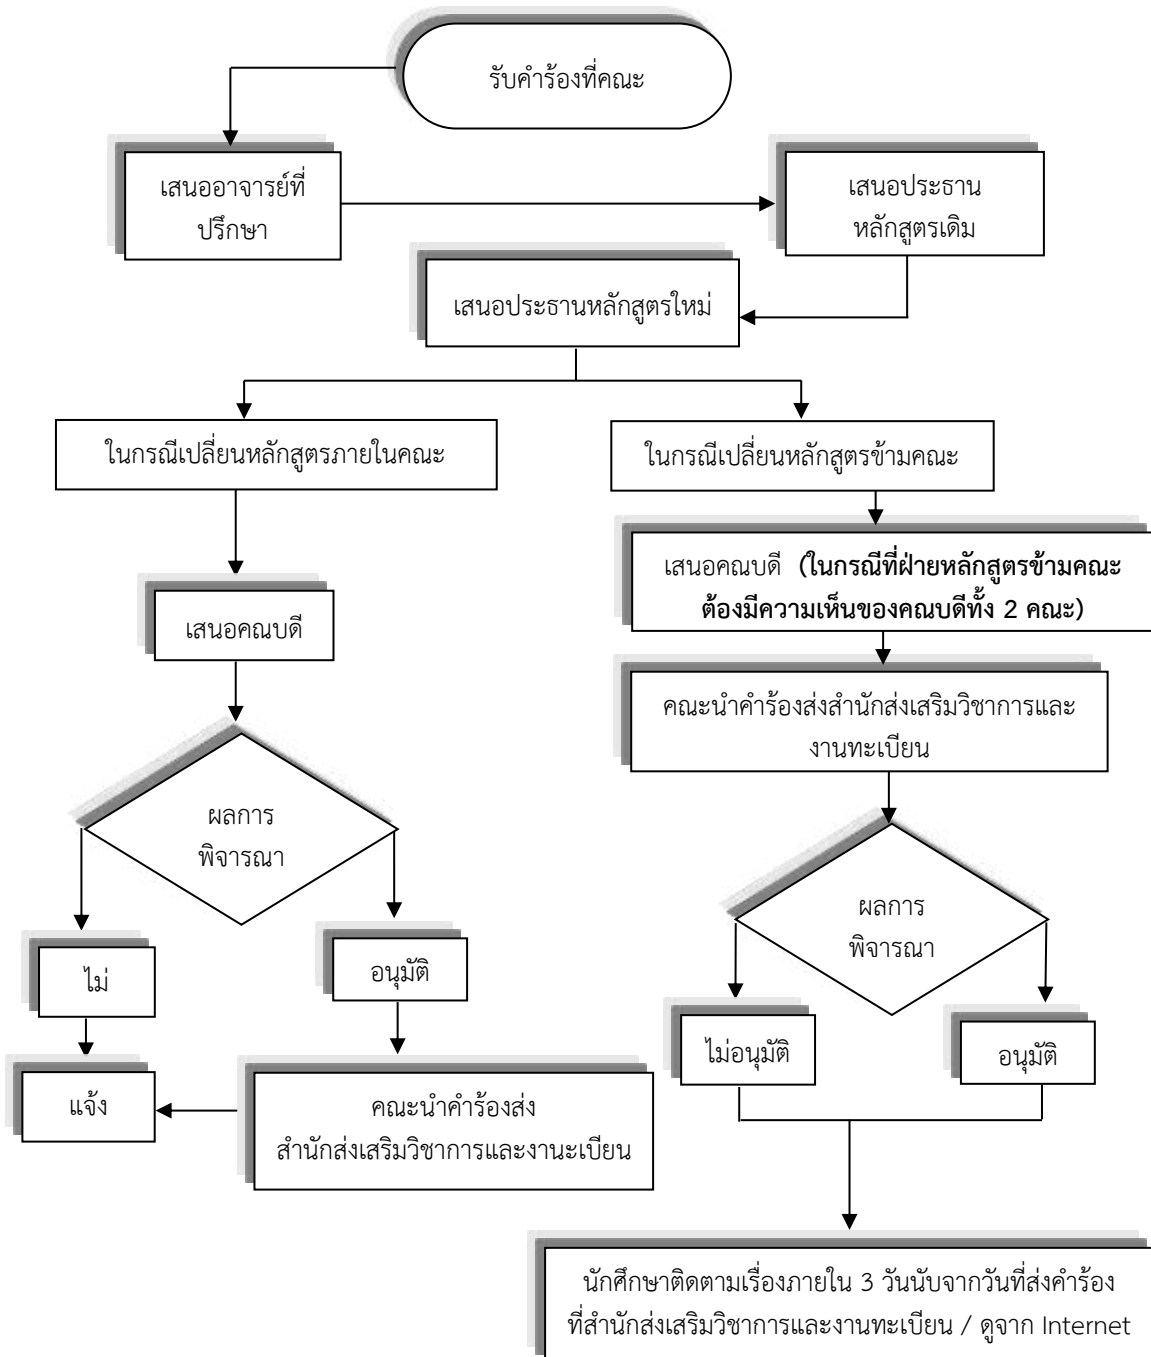 รับคำร้องที่คณะ
เสนออาจารย์ที่
ปรึกษา
เสนอประธาน
หลักสูตรเดิม
เสนอประธานหลักสูตรใหม่
ในกรณีเปลี่ยนหลักสูตรภายในคณะ
ในกรณีเปลี่ยนหลักสูตรข้ามคณะ
เสนอคณบดี
เสนอคณบดี (ในกรณีที่ฝ่ายหลักสูตรข้ามคณะ
ต้องมีความเห็นของคณบดีทั้ง 2 คณะ)
คณะนำคำร้องส่งสำนักส่งเสริมวิชาการและ
งานทะเบียน
ผลการ
พิจารณา
ไม่
อนุมัติ
แจ้ง
คณะนำคำร้องส่ง
สำนักส่งเสริมวิชาการและงานะเบียน
ผลการ
พิจารณา
ไม่อนุมัติ
อนุมัติ
นักศึกษาติดตามเรื่องภายใน 3 วันนับจากวันที่ส่งคำร้อง
ที่สำนักส่งเสริมวิชาการและงานทะเบียน / ดูจาก Internet